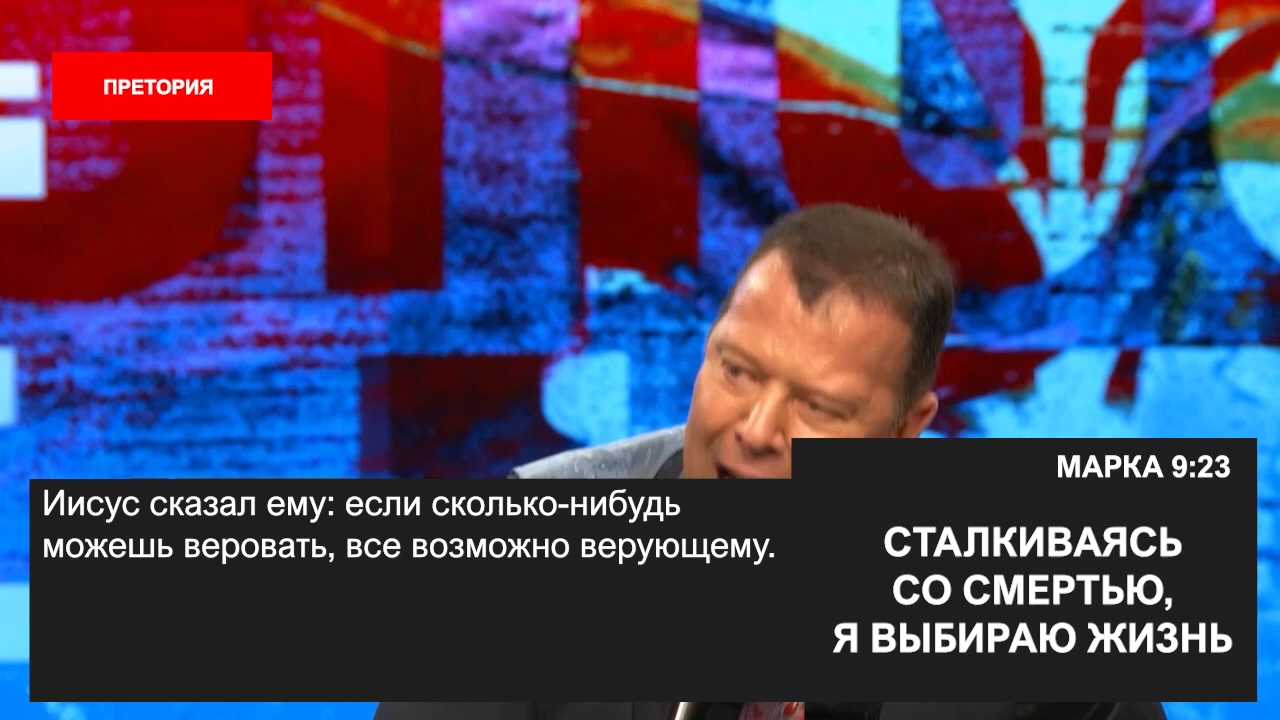 ПРЕТОРИЯ
МАРКА 9:23
Иисус сказал ему: если сколько-нибудь
можешь веровать, все возможно верующему.
СТАЛКИВАЯСЬ
СО СМЕРТЬЮ,
Я ВЫБИРАЮ ЖИЗНЬ